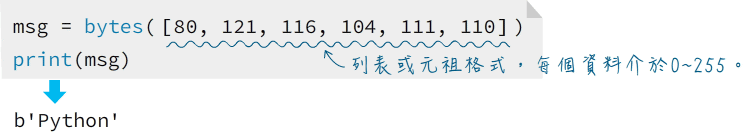 msg = bytes([80, 121, 116, 104, 111, 110])
print(msg)
列表或元祖格式，每個資料介於0~255。
b'Python'